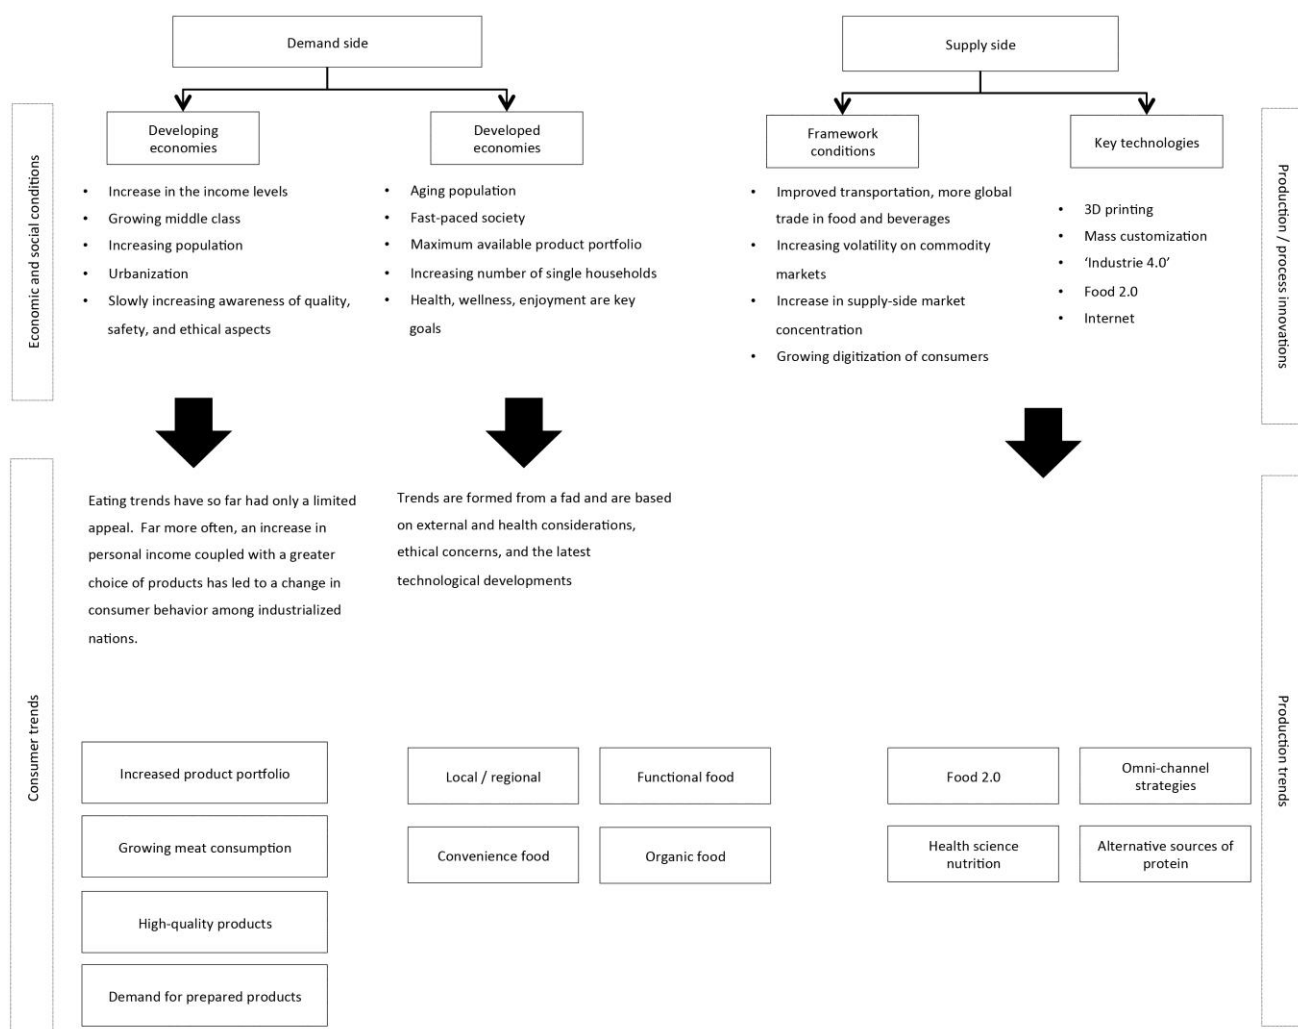 Demand side
Supply side
Economic and social conditions
Developing
economies
• Increase in the income levels
• Growing middle class
• Increasing population
• Urbanization
• Slowly increasing awareness of quality,
safety, and ethical aspects
Developed
economies
• Aging population
• Fast-paced society
• Maximum available product portfolio
• Increasing number of single households
• Health, wellness, enjoyment are key
goals
Framework
conditions
• Improved transportation, more global
trade in food and beverages
• Increasing volatility on commodity
markets
• Increase in supply-side market
concentration
• Growing digitization of consumers
Key technologies
• 3D printing
• Mass customization
• ‘Industrie 4.0’
• Food 2.0
• Internet
Production / process innovations
Consumer trends
Eating trends have so far had only a limited
appeal. Far more often, an increase in
personal income coupled with a greater
choice of products has led to a change in
consumer behavior among industrialized
nations.
Trends are formed from a fad and are based
on external and health considerations,
ethical concerns, and the latest
technological developments
Increased product portfolio
Growing meat consumption
High-quality products
Demand for prepared products
Local / regional
Functional food
Convenience food
Organic food
Food 2.0
Omni-channel
strategies
Health science
nutrition
Alternative sources of
protein
Production trends